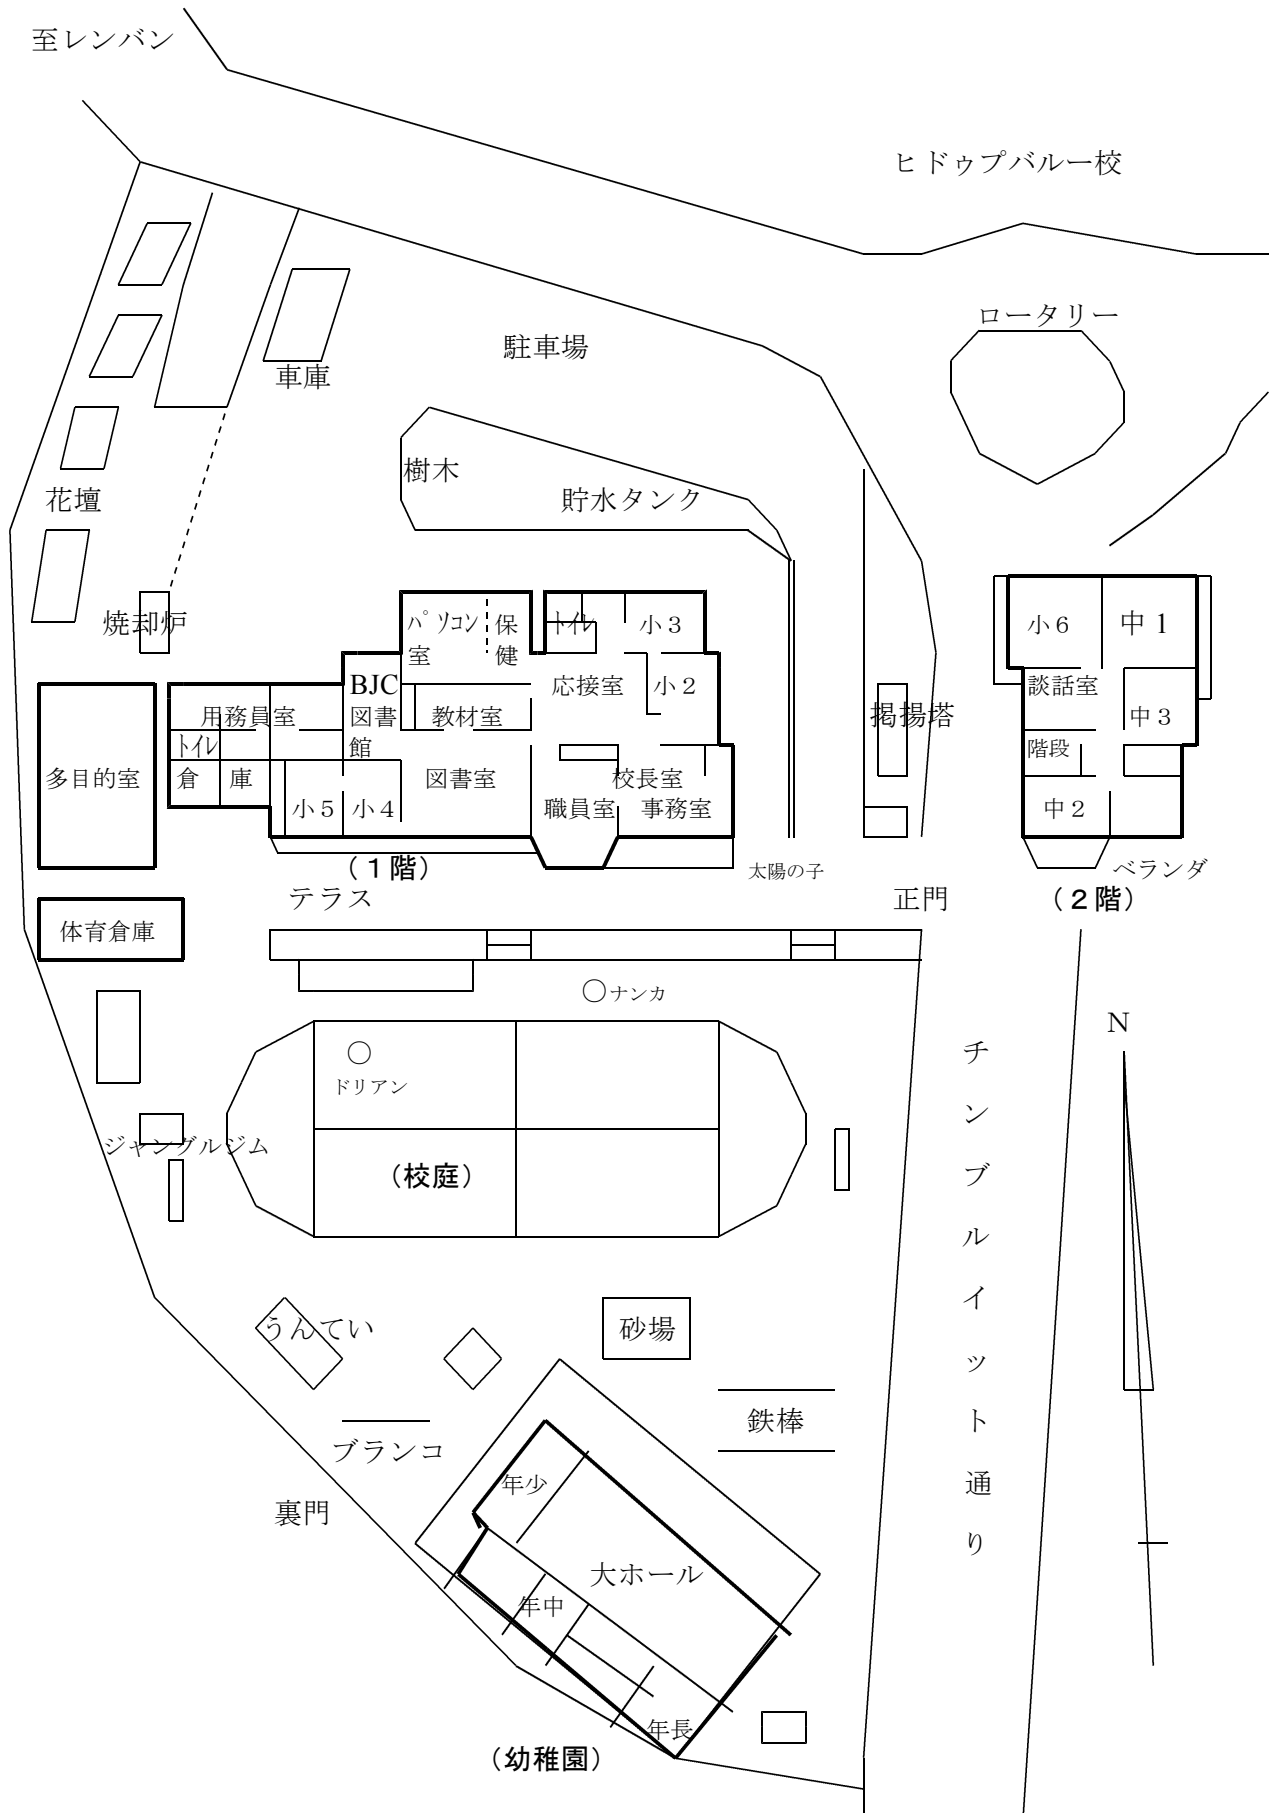 至レンバン
ヒドゥプバルー校
ロータリー
駐車場
車庫
樹木
貯水タンク
花壇
焼却炉
パソコン
室
保
健
トイレ
小３
小６
中１
BJC
図書
館
応接室
小２
談話室
用務員室
教材室
掲揚塔
中３
トイレ
階段
多目的室
倉
庫
図書室
校長室
小５
小４
職員室
事務室
中２
（１階）
太陽の子
ベランダ
テラス
正門
（２階）
体育倉庫
ナンカ
N
ドリアン
ジャングルジム
（校庭）
チンブルイット通り
うんてい
砂場
鉄棒
ブランコ
年少
裏門
大ホール
年中
年長
（幼稚園）